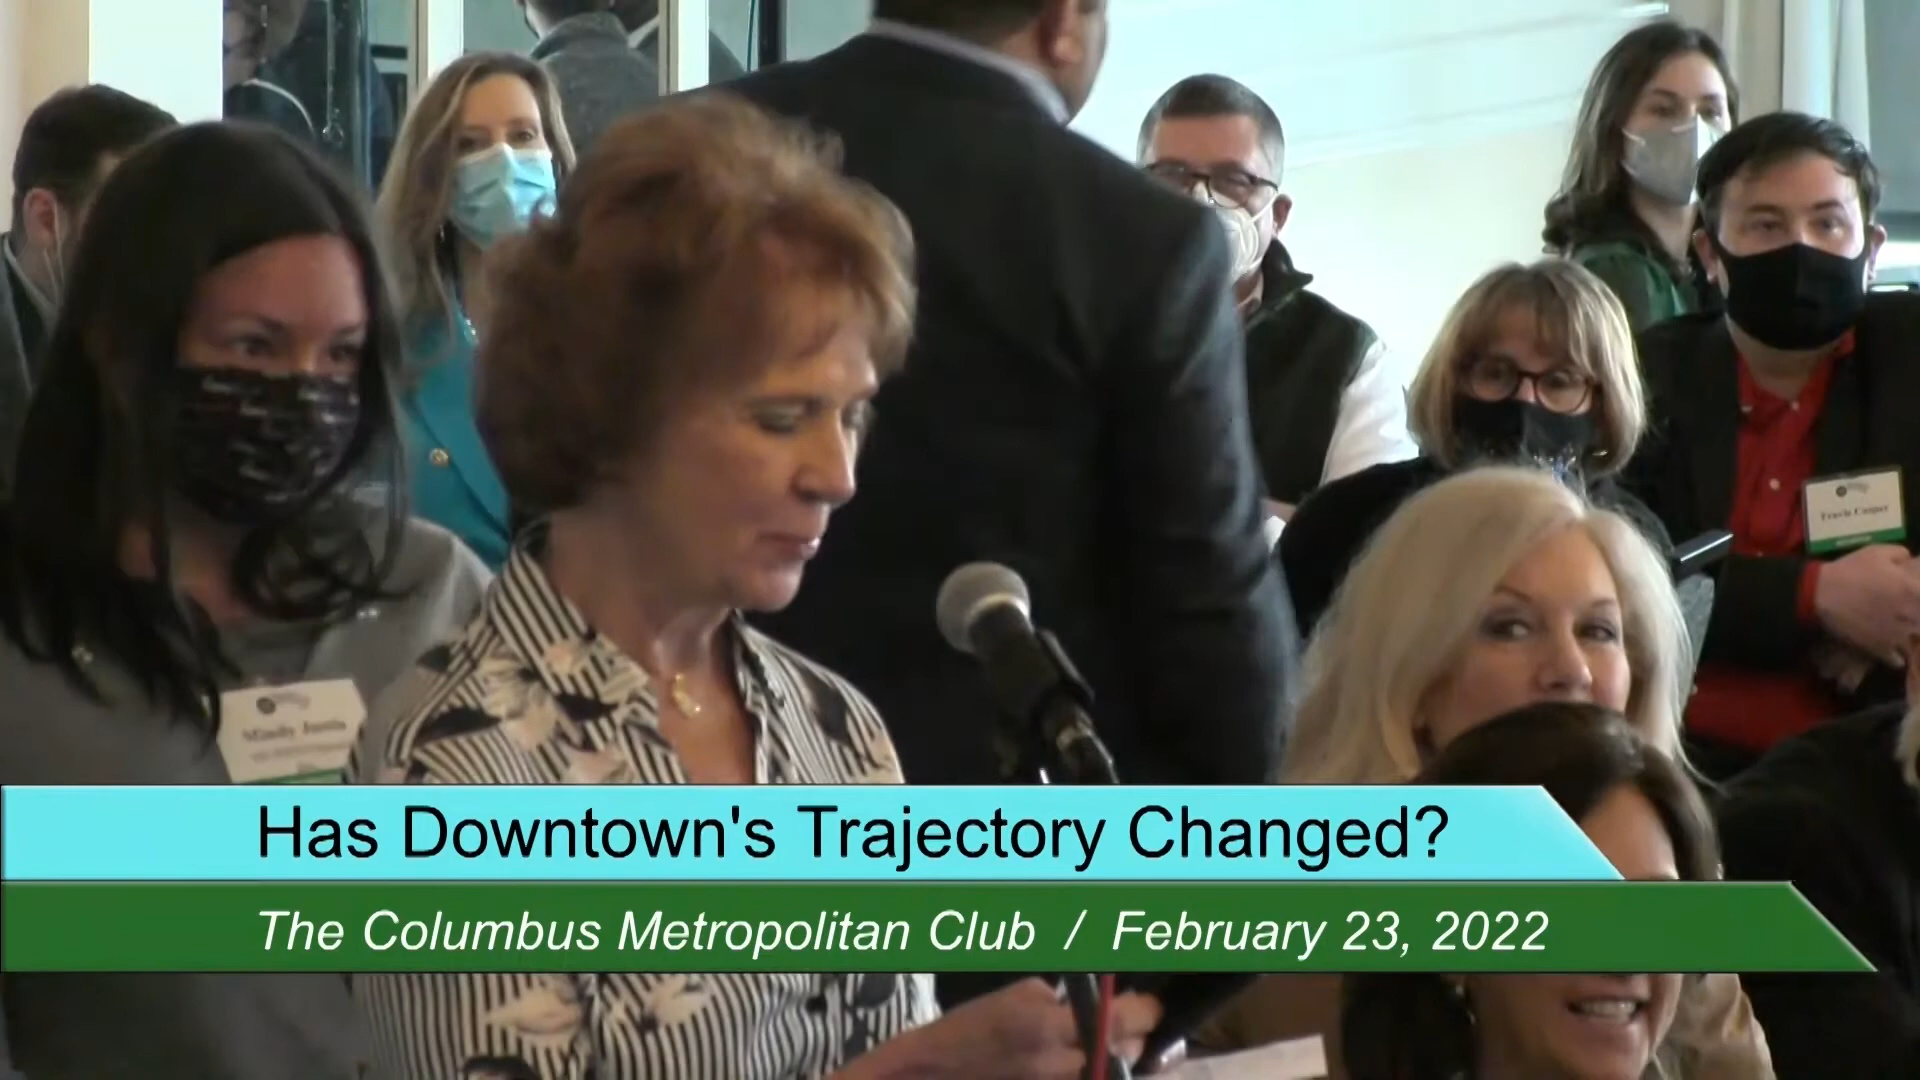 Has Downtown's Trajectory Changed?
The Columbus Metropolitan Club / February 23, 2022